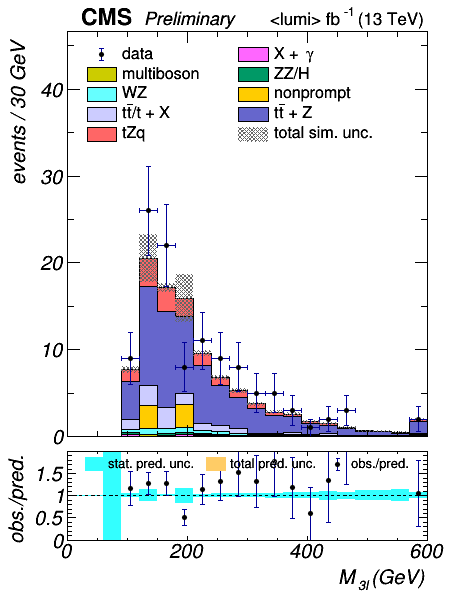 CMS Preliminary <lumi> fb⁻¹ (13 TeV)
events / 30 GeV
40
30
20
10
0
data
X + γ
multiboson
ZZ/H
WZ
nonprompt
tt̄/t + X
tt̄ + Z
tZq
total sim. unc.
obs./pred.
1.5
1
0.5
0
stat. pred. unc.
total pred. unc.
obs./pred.
0 200 400 600
M₃ₗ (GeV)